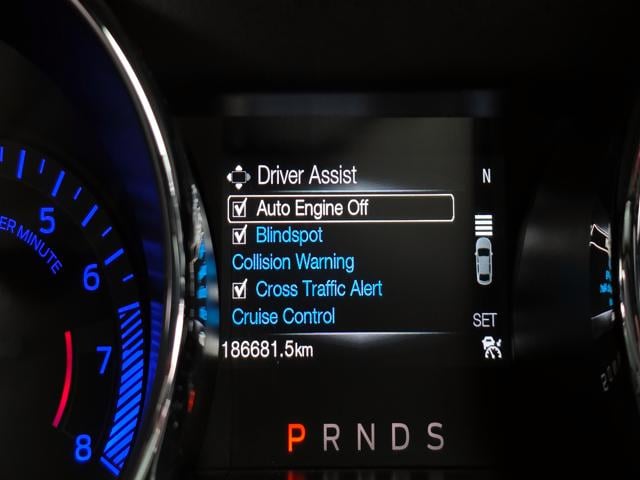 Driver Assist
N
Auto Engine Off
Blindspot
Collision Warning
Cross Traffic Alert
Cruise Control
SET
186681.5km
P R N D S
5
6
7
8
ER MINUTE